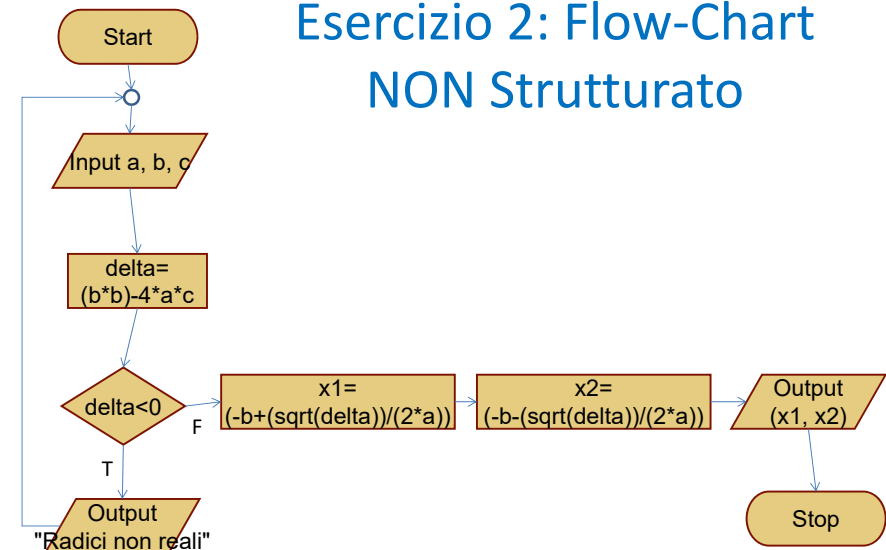 Esercizio 2: Flow-Chart
NON Strutturato
Start
Input a, b, c
delta=
(b*b)-4*a*c
delta<0
F
x1=
(-b+(sqrt(delta))/(2*a))
x2=
(-b-(sqrt(delta))/(2*a))
Output
(x1, x2)
T
Output
"Radici non reali"
Stop